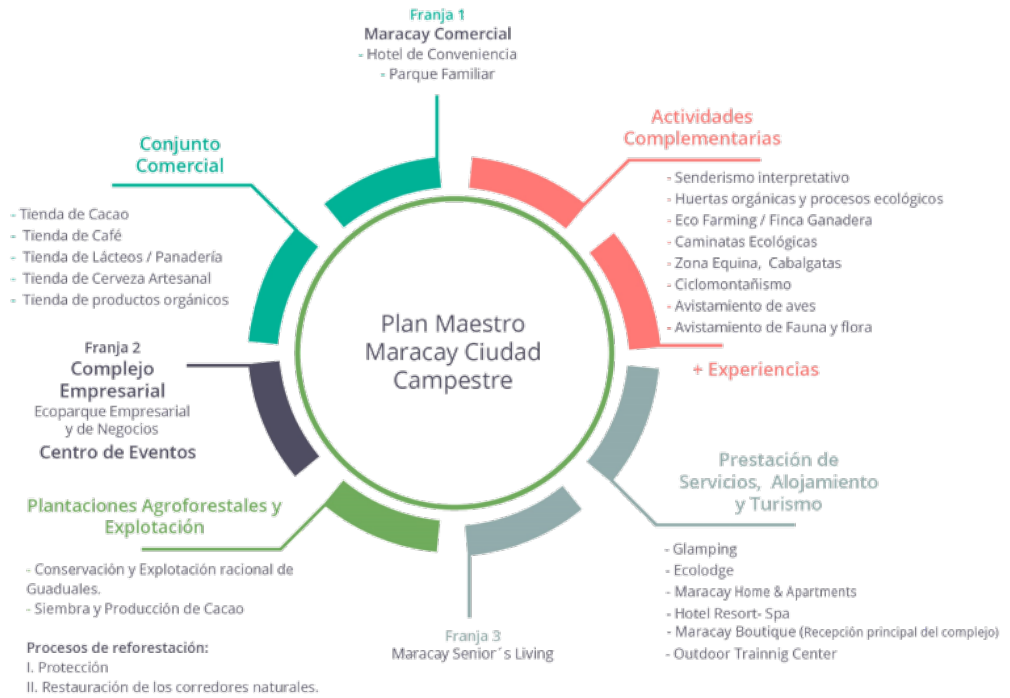 Franja 1
Maracay Comercial
- Hotel de Conveniencia
- Parque Familiar
Actividades
Complementarias
- Senderismo interpretativo
- Huertas orgánicas y procesos ecológicos
- Eco Farming / Finca Ganadera
- Caminatas Ecológicas
- Zona Equina, Cabalgatas
- Ciclomontañismo
- Avistamiento de aves
- Avistamiento de Fauna y flora
+ Experiencias
Conjunto
Comercial
- Tienda de Cacao
- Tienda de Café
- Tienda de Lácteos / Panadería
- Tienda de Cerveza Artesanal
- Tienda de productos orgánicos
Plan Maestro
Maracay Ciudad
Campestre
Franja 2
Complejo
Empresarial
Ecoparque Empresarial
y de Negocios
Centro de Eventos
Prestación de
Servicios, Alojamiento
y Turismo
- Glamping
- Ecolodge
- Maracay Home & Apartments
- Hotel Resort- Spa
- Maracay Boutique (Recepción principal del complejo)
- Outdoor Trainnig Center
Plantaciones Agroforestales y
Explotación
- Conservación y Explotación racional de
Guaduales.
- Siembra y Producción de Cacao
Procesos de reforestación:
I. Protección
II. Restauración de los corredores naturales.
Franja 3
Maracay Senior´s Living